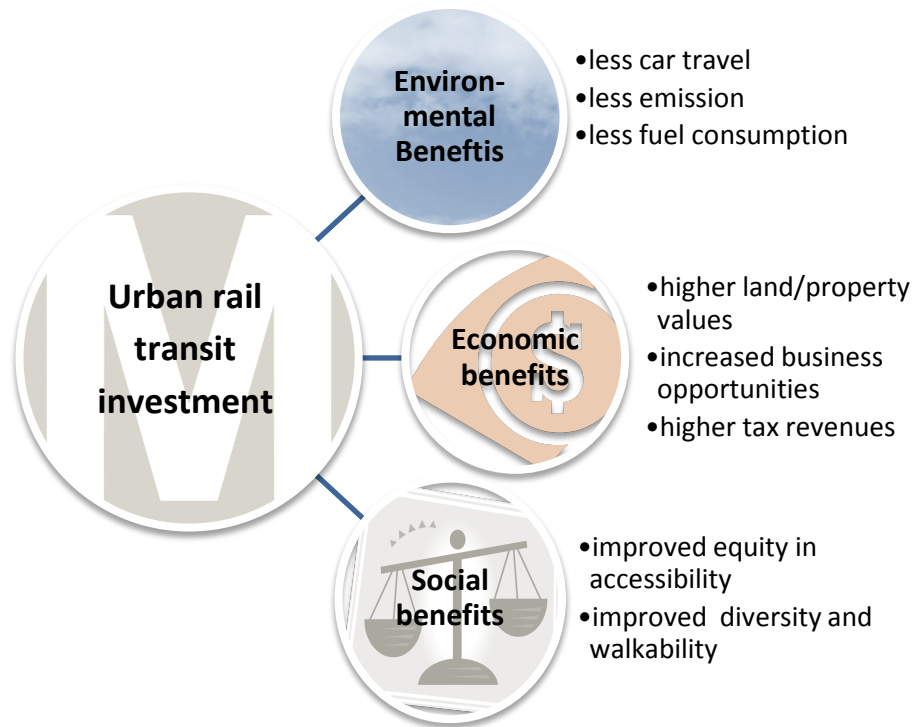 Environ-
mental
Beneftis
•less car travel
•less emission
•less fuel consumption
Urban rail
transit
investment
Economic
benefits
•higher land/property
values
•increased business
opportunities
•higher tax revenues
Social
benefits
•improved equity in
accessibility
•improved  diversity and
walkability